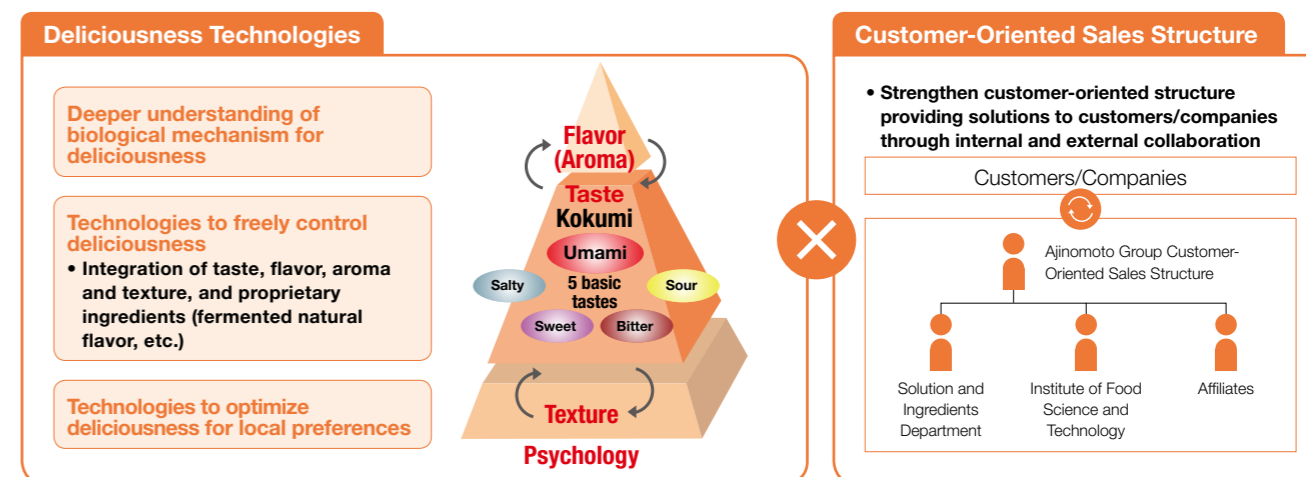 Deliciousness Technologies
Deeper understanding of
biological mechanism for
deliciousness
Technologies to freely control
deliciousness
• Integration of taste, flavor, aroma
and texture, and proprietary
ingredients (fermented natural
flavor, etc.)
Technologies to optimize
deliciousness for local preferences
Flavor
(Aroma)
Taste
Kokumi
Umami
Salty
5 basic
tastes
Sour
Sweet
Bitter
Texture
Psychology
Customer-Oriented Sales Structure
• Strengthen customer-oriented structure
providing solutions to customers/companies
through internal and external collaboration
Customers/Companies
Ajinomoto Group Customer-
Oriented Sales Structure
Solution and
Ingredients
Department
Institute of Food
Science and
Technology
Affiliates